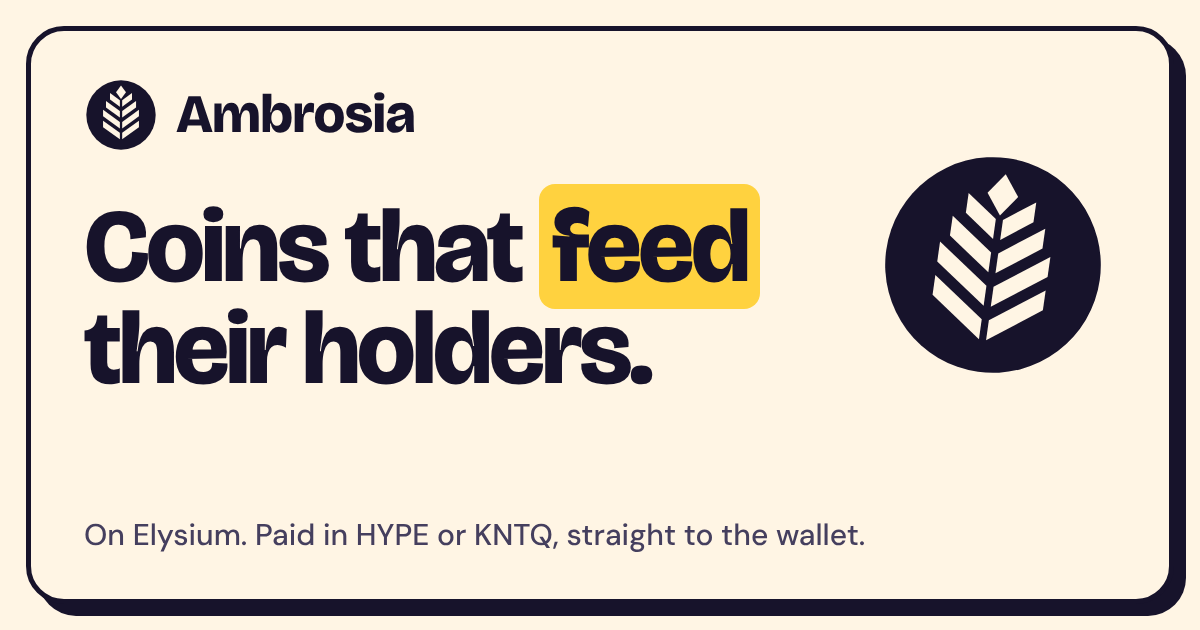 Ambrosia
Coins that feed
their holders.
On Elysium. Paid in HYPE or KNTQ, straight to the wallet.